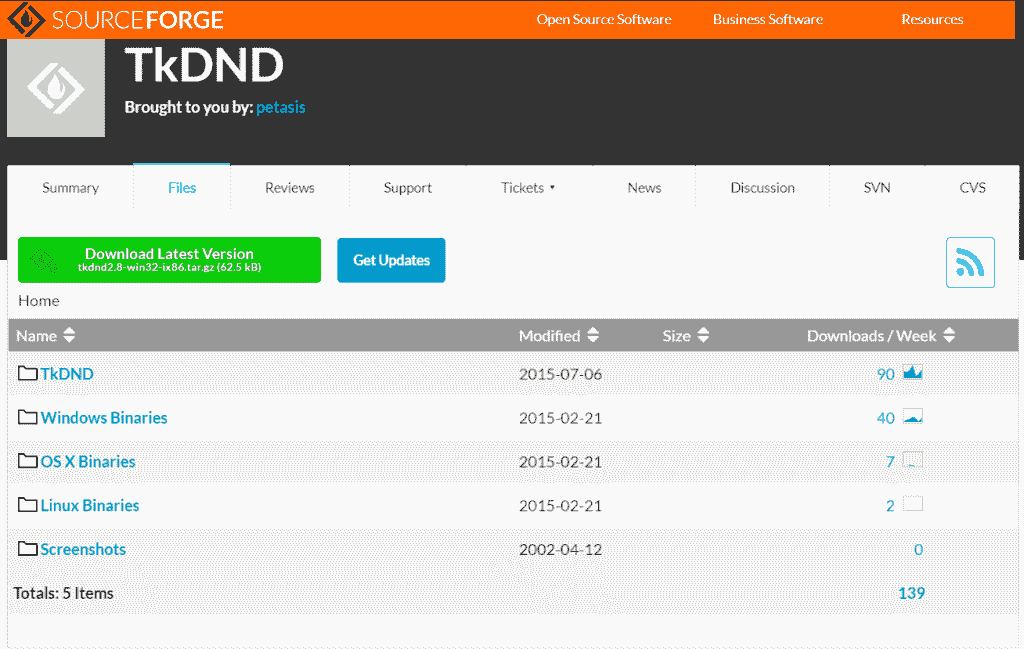 SOURCEFORGE Open Source Software Business Software Resources
TkDND
Brought to you by: petasis
Summary Files Reviews Support Tickets News Discussion SVN CVS
Download Latest Version
tkdnd2.8-win32-ix86.tar.gz (62.5 kB)
Get Updates
Home
Name Modified Size Downloads / Week
TkDND 2015-07-06 90
Windows Binaries 2015-02-21 40
OS X Binaries 2015-02-21 7
Linux Binaries 2015-02-21 2
Screenshots 2002-04-12 0
Totals: 5 Items 139